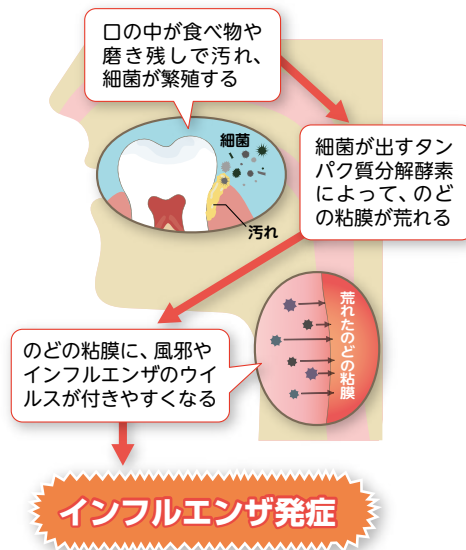 口の中が食べ物や
磨き残しで汚れ、
細菌が繁殖する
細菌
汚れ
細菌が出すタン
パク質分解酵素
によって、のど
の粘膜が荒れる
荒れたのどの粘膜
のどの粘膜に、風邪や
インフルエンザのウイ
ルスが付きやすくなる
インフルエンザ発症